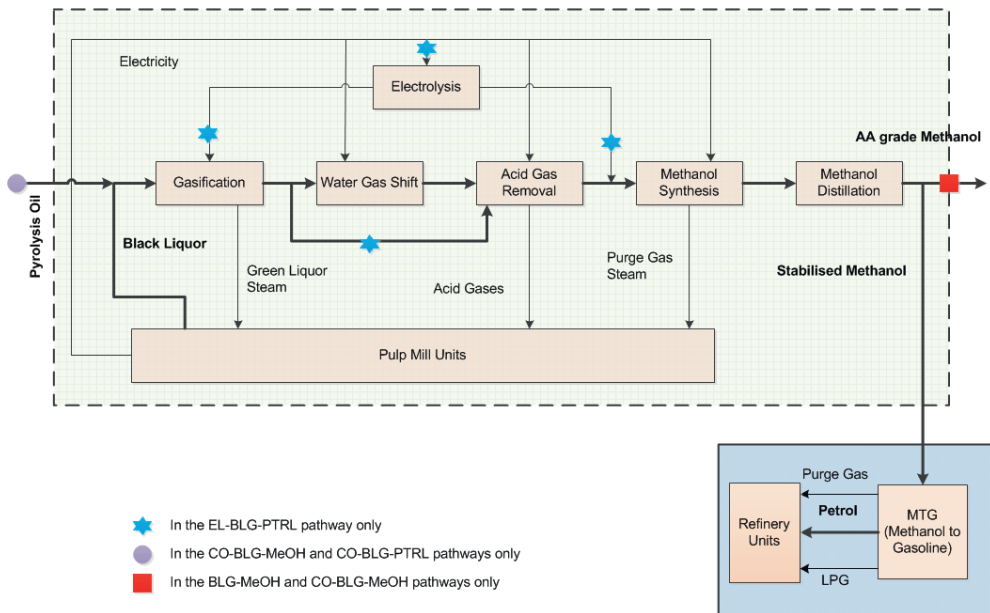 Electricity
Electrolysis
AA grade Methanol
Pyrolysis Oil
Gasification
Water Gas Shift
Acid Gas
Removal
Methanol
Synthesis
Methanol
Distillation
Black Liquor
Green Liquor
Steam
Acid Gases
Purge Gas
Steam
Stabilised Methanol
Pulp Mill Units
Purge Gas
Petrol
LPG
Refinery
Units
MTG
(Methanol to
Gasoline)
In the EL-BLG-PTRL pathway only
In the CO-BLG-MeOH and CO-BLG-PTRL pathways only
In the BLG-MeOH and CO-BLG-MeOH pathways only